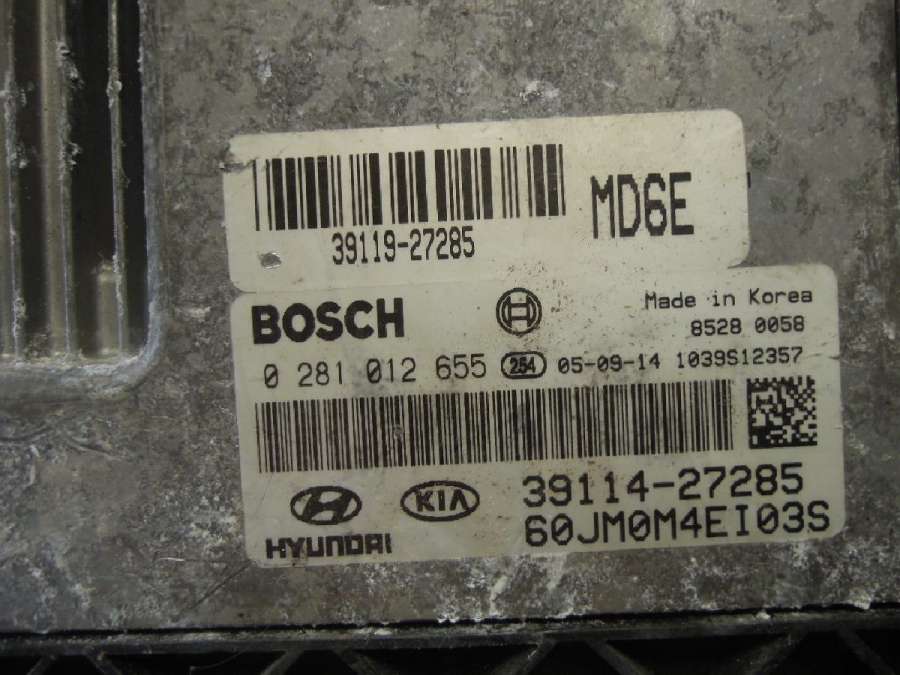 39119-27285
MD6E
BOSCH
Made in Korea
8528 0058
0 281 012 655 254 05-09-14 1039S12357
39114-27285
HYUNDAI KIA 60JM0M4EI03S